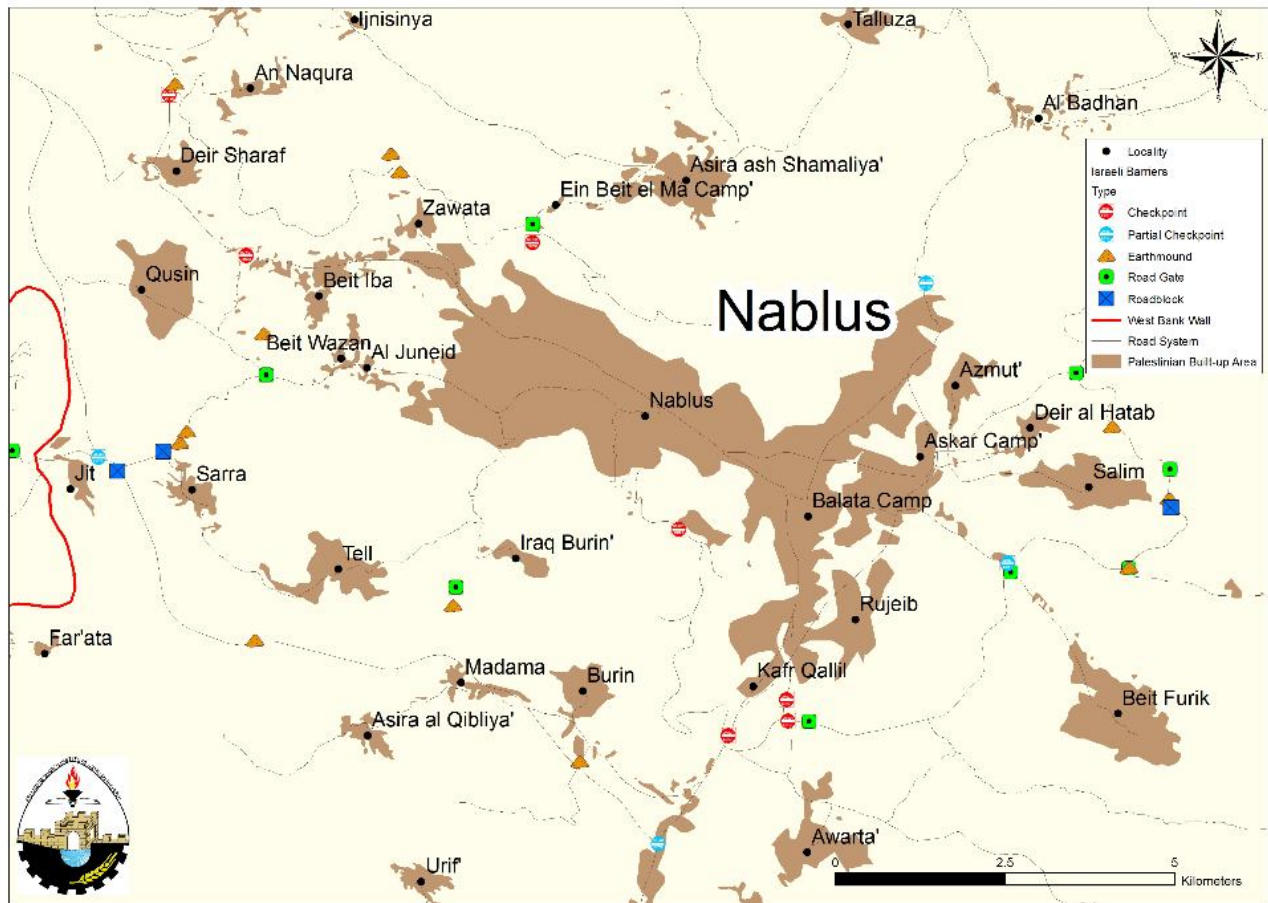 Ijnisinya
Talluza
N
W
E
S
An Naqura
Al Badhan
Deir Sharaf
Asira ash Shamaliya'
Ein Beit el Ma Camp'
Zawata
Locality
Israeli Barriers
Type
Checkpoint
Partial Checkpoint
Earthmound
Road Gate
Roadblock
West Bank Wall
Road System
Palestinian Built-up Area
Qusin
Beit Iba
Nablus
Beit Wazan
Al Juneid
Azmut'
Nablus
Deir al Hatab
Askar Camp'
Jit
Sarra
Salim
Balata Camp
Tell
Iraq Burin'
Rujeib
Far'ata
Madama
Burin
Kafr Qallil
Beit Furik
Asira al Qibliya'
Awarta'
Urif'
0 2.5 5
Kilometers